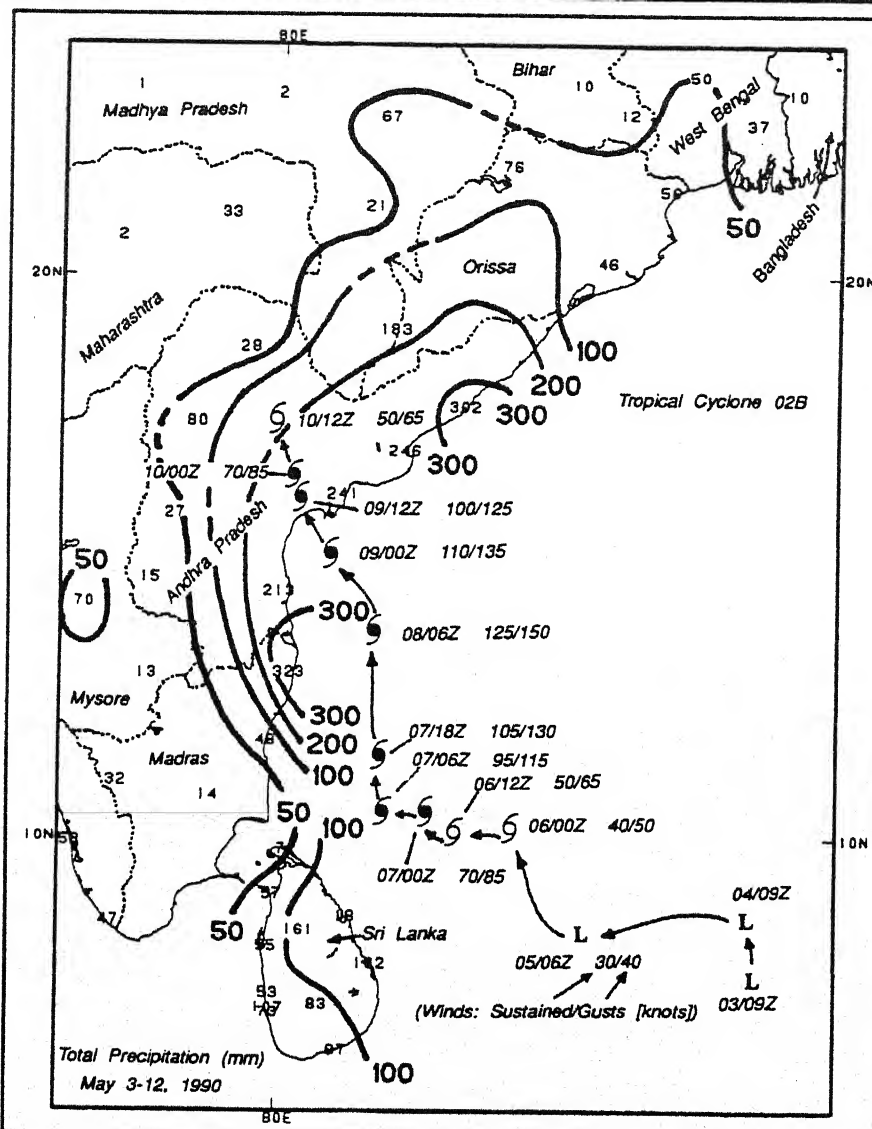 80E
Bihar
50
1
2
10
Madhya Pradesh
67
12
West Bengal
10
37
76
50
33
21
2
50
Bangladesh
20N
Orissa
46
20N
Maharashtra
28
183
100
200
302
300
Tropical Cyclone 02B
80
10/12Z 50/65
246
300
10/00Z 70/85
241
27
09/12Z 100/125
Andhra Pradesh
09/00Z 110/135
50
15
70
213
300
08/06Z 125/150
13
323
Mysore
300
07/18Z 105/130
48
200
Madras
07/06Z 95/115
32
100
06/12Z 50/65
14
50
100
06/00Z 40/50
10N
10N
07/00Z 70/85
04/09Z
47
50
161
L
Sri Lanka
L
05/06Z 30/40
L
(Winds: Sustained/Gusts [knots])
03/09Z
83
Total Precipitation (mm)
May 3-12, 1990
100
80E